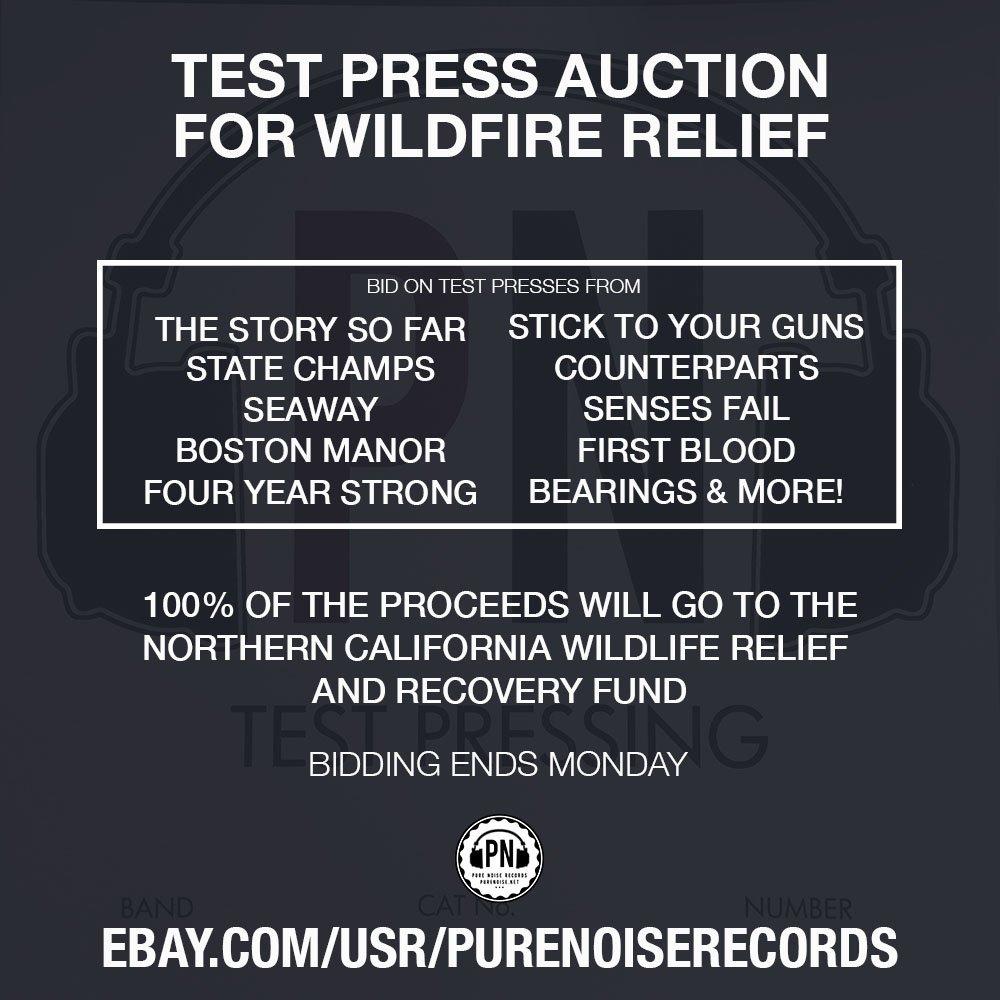 TEST PRESS AUCTION
FOR WILDFIRE RELIEF
PN
BID ON TEST PRESSES FROM
THE STORY SO FAR
STATE CHAMPS
SEAWAY
BOSTON MANOR
FOUR YEAR STRONG
STICK TO YOUR GUNS
COUNTERPARTS
SENSES FAIL
FIRST BLOOD
BEARINGS & MORE!
100% OF THE PROCEEDS WILL GO TO THE
NORTHERN CALIFORNIA WILDLIFE RELIEF
AND RECOVERY FUND
TEST PRESSING
BIDDING ENDS MONDAY
PN
PURE NOISE RECORDS
PURENOISE.NET
BAND CAT No. NUMBER
EBAY.COM/USR/PURENOISERECORDS